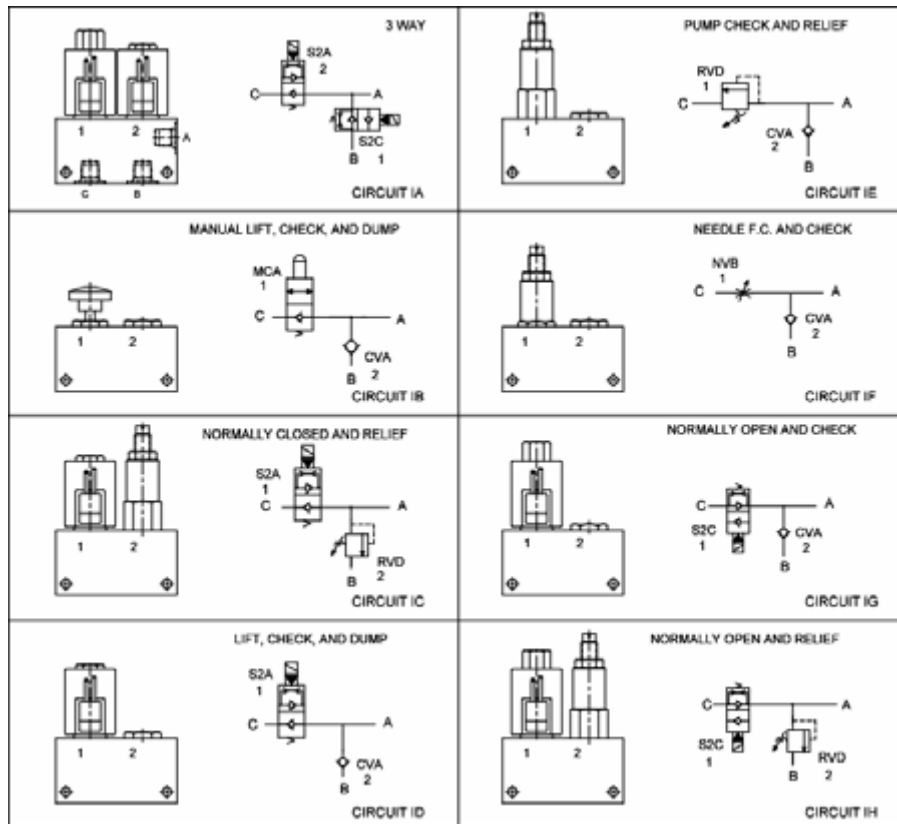 3 WAY
S2A
2
C
A
S2C
1
B
1
2
A
C
B
CIRCUIT IA
PUMP CHECK AND RELIEF
RVD
1
C
A
CVA
2
B
1
2
CIRCUIT IE
MANUAL LIFT, CHECK, AND DUMP
MCA
1
C
A
CVA
2
B
1
2
CIRCUIT IB
NEEDLE F.C. AND CHECK
NVB
1
C
A
CVA
2
B
1
2
CIRCUIT IF
NORMALLY CLOSED AND RELIEF
S2A
1
C
A
RVD
2
B
1
2
CIRCUIT IC
NORMALLY OPEN AND CHECK
C
A
S2C
1
CVA
2
B
1
2
CIRCUIT IG
LIFT, CHECK, AND DUMP
S2A
1
C
A
CVA
2
B
1
2
CIRCUIT ID
NORMALLY OPEN AND RELIEF
C
A
S2C
1
RVD
2
B
1
2
CIRCUIT IH